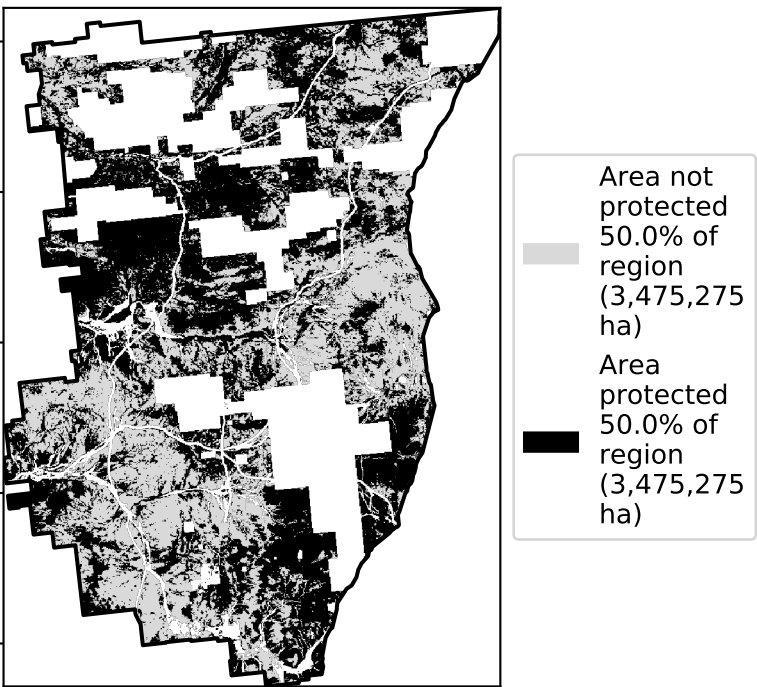 Area not
protected
50.0% of
region
(3,475,275
ha)
Area
protected
50.0% of
region
(3,475,275
ha)